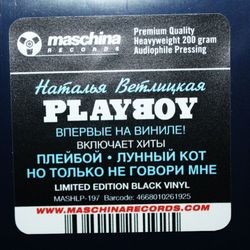 maschina
RECORDS
Premium Quality
Heavyweight 200 gram
Audiophile Pressing
Наталья Ветлицкая
PLAYBOY
ВПЕРВЫЕ НА ВИНИЛЕ!
ВКЛЮЧАЕТ ХИТЫ
ПЛЕЙБОЙ • ЛУННЫЙ КОТ
НО ТОЛЬКО НЕ ГОВОРИ МНЕ
LIMITED EDITION BLACK VINYL
MASHLP-197 Barcode: 4668010261925
WWW.MASCHINARECORDS.COM